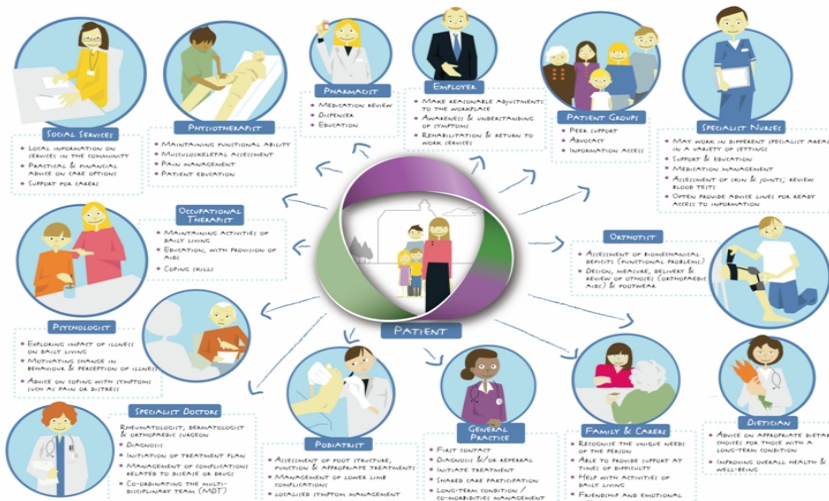 SOCIAL SERVICES
• LOCAL INFORMATION ON
SERVICES IN THE COMMUNITY
• PRACTICAL & FINANCIAL
ADVICE ON CARE OPTIONS
• SUPPORT FOR CARERS
PHYSIOTHERAPIST
• MAINTAINING FUNCTIONAL ABILITY
• MUSCULOSKELETAL ASSESSMENT
• PAIN MANAGEMENT
• PATIENT EDUCATION
PHARMACIST
• MEDICATION REVIEW
• DISPENSER
• EDUCATION
EMPLOYER
• MAKE REASONABLE ADJUSTMENTS
TO THE WORKPLACE
• AWARENESS & UNDERSTANDING
OF SYMPTOMS
• REHABILITATION & RETURN TO
WORK SERVICES
PATIENT GROUPS
• PEER SUPPORT
• ADVOCACY
• INFORMATION ACCESS
SPECIALIST NURSES
• MAY WORK IN DIFFERENT SPECIALIST AREAS
IN A VARIETY OF SETTINGS
• SUPPORT & EDUCATION
• MEDICATION MANAGEMENT
• ASSESSMENT OF SKIN & JOINTS, REVIEW
BLOOD TESTS
• OFTEN PROVIDE ADVICE LINES FOR READY
ACCESS TO INFORMATION
OCCUPATIONAL
THERAPIST
• MAINTAINING ACTIVITIES OF
DAILY LIVING
• EDUCATION, WITH PROVISION OF
AIDS
• COPING SKILLS
ORTHOTIST
• ASSESSMENT OF BIOMECHANICAL
DEFICITS (FUNCTIONAL PROBLEMS)
• DESIGN, MEASURE, DELIVERY &
REVIEW OF OTHOSES (ORTHOPAEDIC
AIDS) & FOOTWEAR
PATIENT
PSYCHOLOGIST
• EXPLORING IMPACT OF ILLNESS
ON DAILY LIVING
• MOTIVATING CHANGE IN
BEHAVIOUR & PERCEPTION OF ILLNESS
• ADVICE ON COPING WITH SYMPTOMS
SUCH AS PAIN OR DISTRESS
SPECIALIST DOCTORS
RHEUMATOLOGIST, DERMATOLOGIST
& ORTHOPAEDIC SURGEON
• DIAGNOSIS
• INITIATION OF TREATMENT PLAN
• MANAGEMENT OF COMPLICATIONS
RELATED TO DISEASE OR DRUGS
• CO-ORDINATING THE MULTI-
DISCIPLINARY TEAM (MDT)
PODIATRIST
• ASSESSMENT OF FOOT STRUCTURE,
FUNCTION & APPROPRIATE TREATMENTS
• MANAGEMENT OF LOWER LIMB
COMPLICATIONS
• LOCALISED SYMPTOM MANAGEMENT
GENERAL
PRACTICE
• FIRST CONTACT
• DIAGNOSIS &/OR REFERRAL
• INITIATE TREATMENT
• SHARED CARE PARTICIPATION
• LONG-TERM CONDITION /
CO-MORBIDITIES MANAGEMENT
FAMILY & CARERS
• RECOGNISE THE UNIQUE NEEDS
OF THE PERSON
• ABLE TO PROVIDE SUPPORT AT
TIMES OF DIFFICULTY
• HELP WITH ACTIVITIES
OF DAILY LIVING
• FRIENDSHIP AND EMOTIONAL
DIETICIAN
• ADVICE ON APPROPRIATE DIETARY
CHOICES FOR THOSE WITH A
LONG-TERM CONDITION
• IMPROVING OVERALL HEALTH &
WELL-BEING